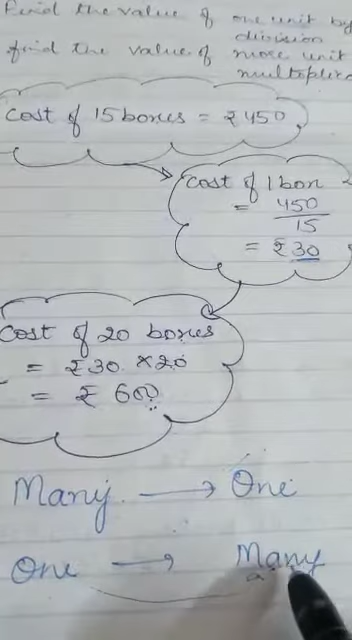 Find the value of one unit by
division
find the value of more unit
multiplica
Cost of 15 boxes = ₹450
Cost of 1 box
= 450
15
= ₹30
Cost of 20 boxes
= ₹30 × 20
= ₹ 600
Many → One
One → Many